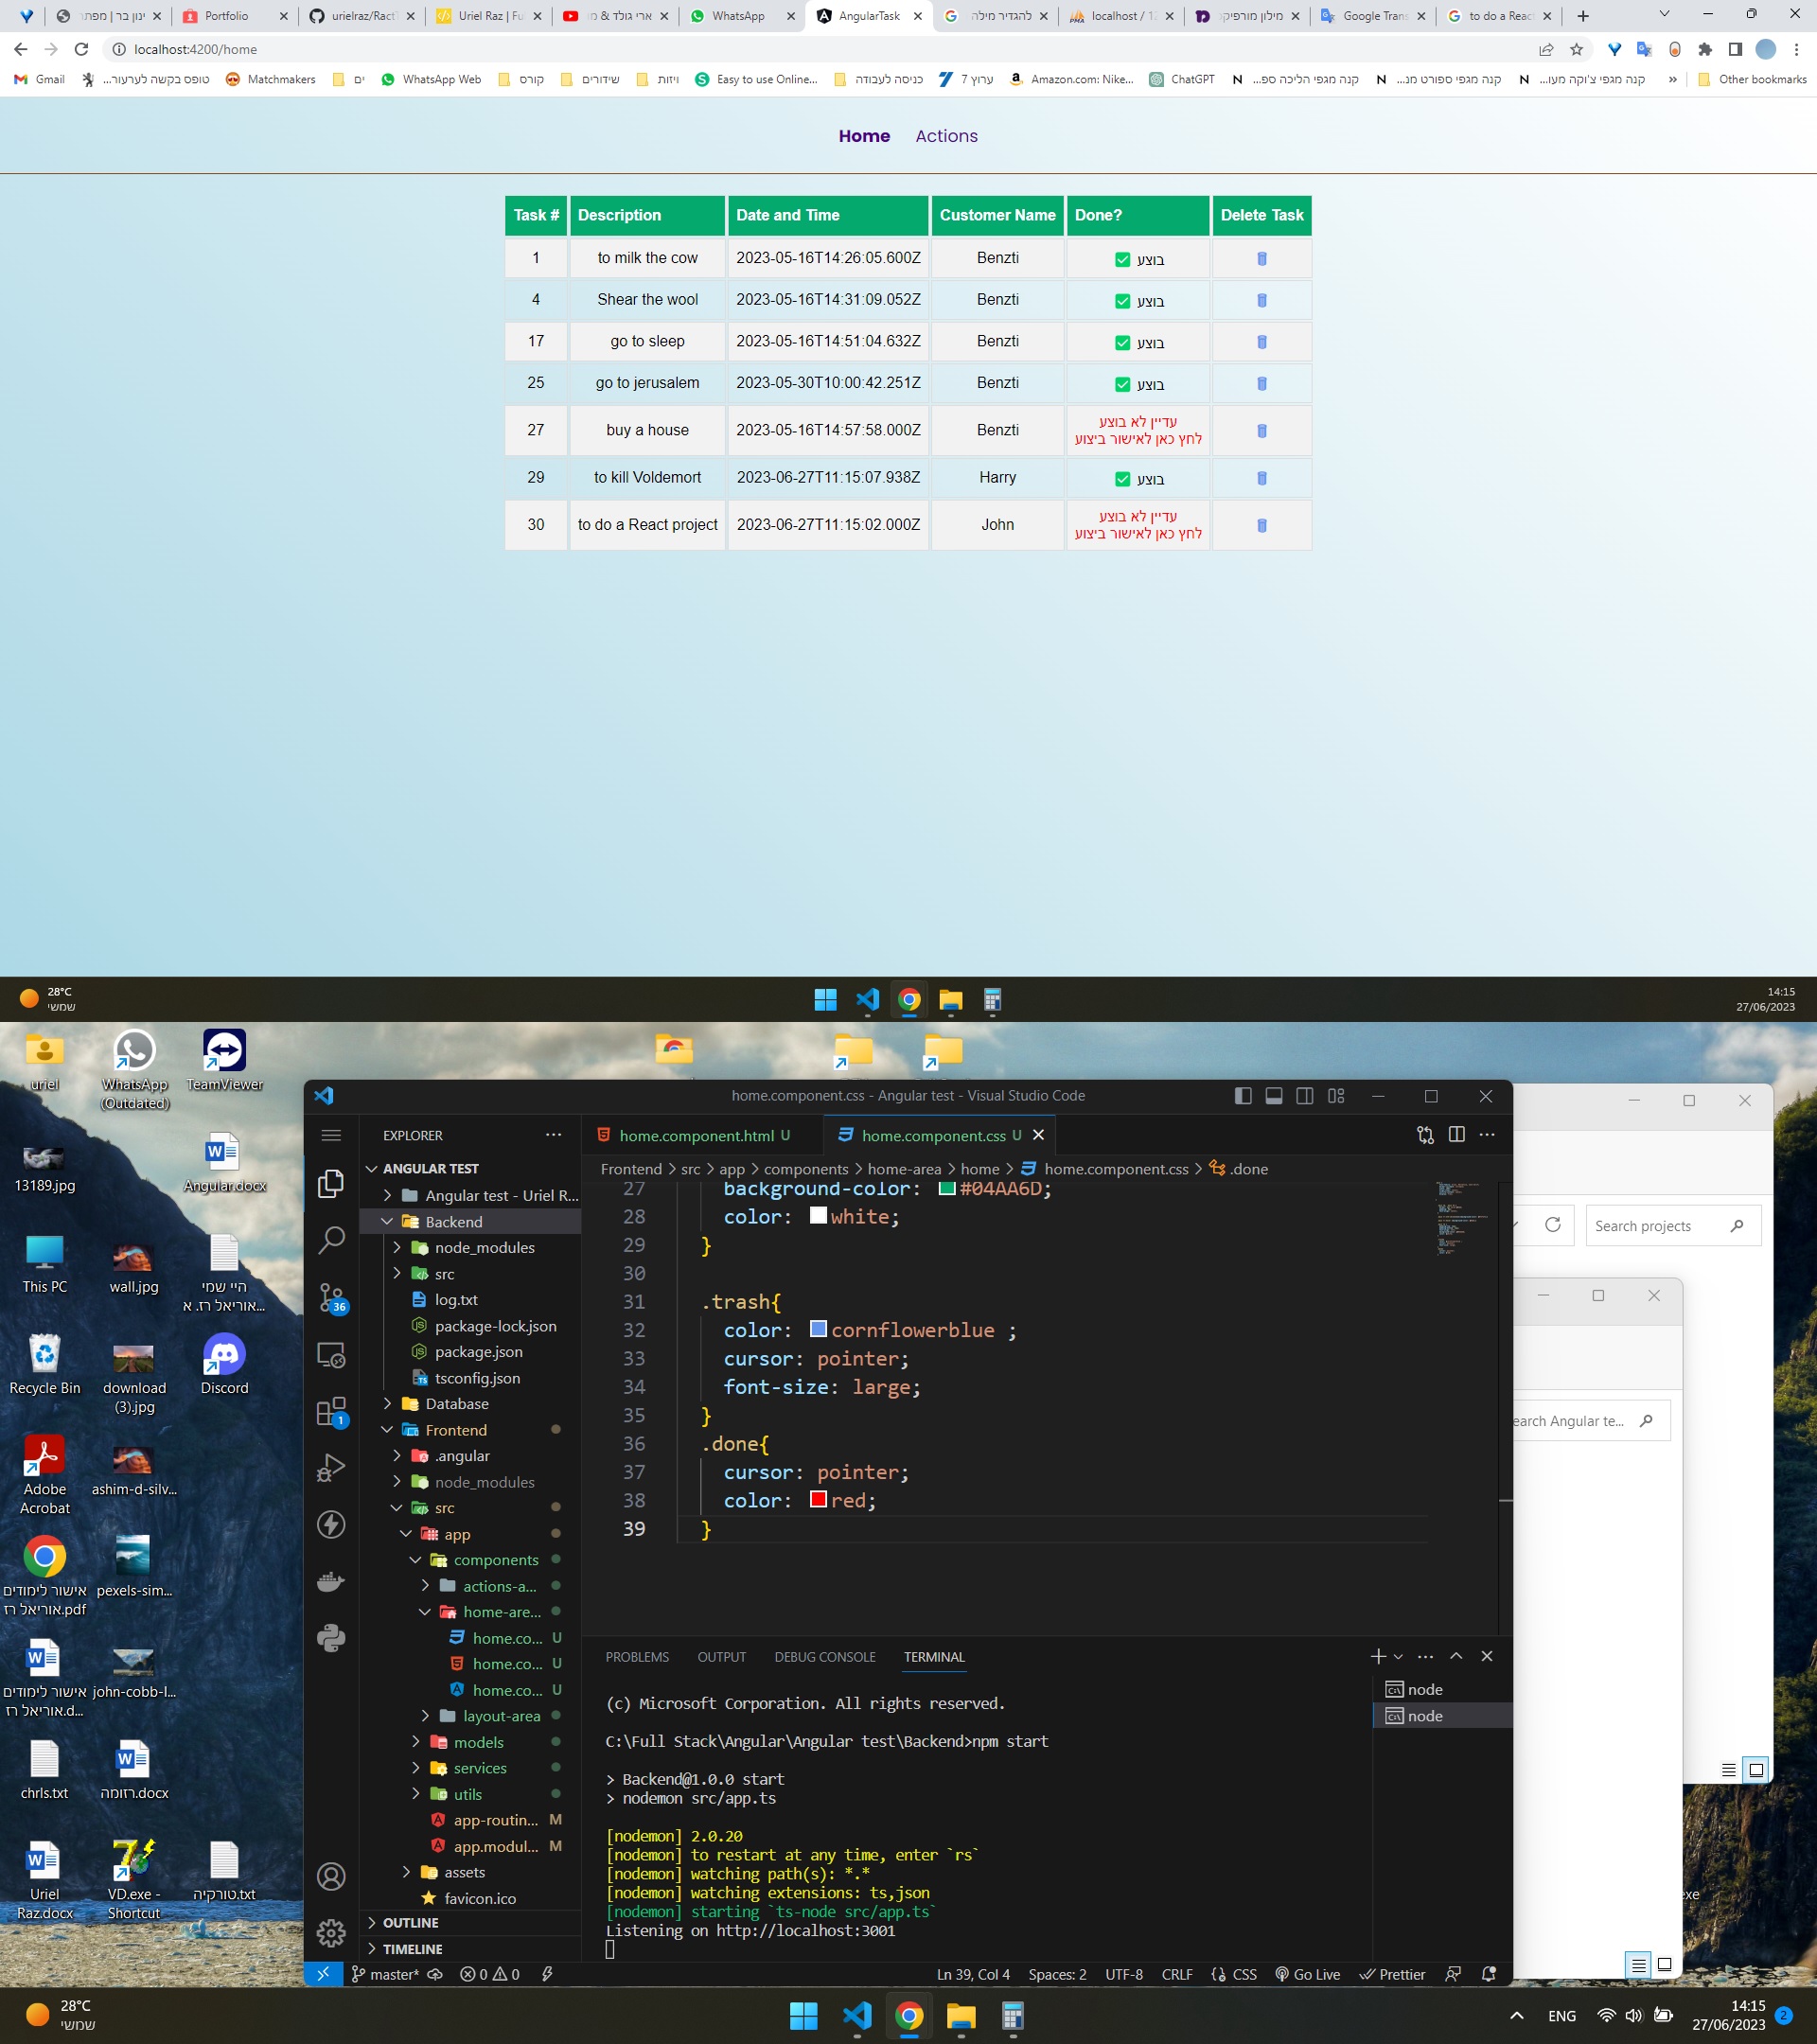 ינון בר | מפתר
Portfolio
urielraz/Ract
Uriel Raz | Fu
ארי גולד & מ
WhatsApp
AngularTask
להגדיר מילה
localhost / 12
מילון מורפיקס
Google Trans
to do a Reac
localhost:4200/home
Gmail
טופס בקשה לערעור...
Matchmakers
ים
WhatsApp Web
קורס
שידורים
ויזות
Easy to use Online...
כניסה לעבודה
ערוץ 7
Amazon.com: Nike...
ChatGPT
קנה מגפי הליכה ספ...
קנה מגפי ספורט מנ...
קנה מגפי צ'וקה מעו...
»
Other bookmarks
Home Actions
Task # Description Date and Time Customer Name Done? Delete Task
1 to milk the cow 2023-05-16T14:26:05.600Z Benzti בוצע
4 Shear the wool 2023-05-16T14:31:09.052Z Benzti בוצע
17 go to sleep 2023-05-16T14:51:04.632Z Benzti בוצע
25 go to jerusalem 2023-05-30T10:00:42.251Z Benzti בוצע
27 buy a house 2023-05-16T14:57:58.000Z Benzti עדיין לא בוצע
לחץ כאן לאישור ביצוע
29 to kill Voldemort 2023-06-27T11:15:07.938Z Harry בוצע
30 to do a React project 2023-06-27T11:15:02.000Z John עדיין לא בוצע
לחץ כאן לאישור ביצוע
28°C
שמשי
14:15
27/06/2023
uriel
WhatsApp
(Outdated)
TeamViewer
13189.jpg
Angular.docx
This PC
wall.jpg
היי שמי
אוריאל רז. א...
Recycle Bin
download
(3).jpg
Discord
Adobe
Acrobat
ashim-d-silv...
אישור לימודים
אוריאל רז.pdf
pexels-sim...
אישור לימודים
אוריאל רז.d...
john-cobb-I...
chrls.txt
רזומה.docx
Uriel
Raz.docx
VD.exe -
Shortcut
טורקיה.txt
home.component.css - Angular test - Visual Studio Code
EXPLORER
ANGULAR TEST
Angular test - Uriel R...
Backend
node_modules
src
log.txt
package-lock.json
package.json
tsconfig.json
Database
Frontend
.angular
node_modules
src
app
components
actions-a...
home-are...
home.co... U
home.co... U
home.co... U
layout-area
models
services
utils
app-routin... M
app.modul... M
assets
favicon.ico
OUTLINE
TIMELINE
36
1
home.component.html U
home.component.css U
Frontend > src > app > components > home-area > home > home.component.css > .done
27 background-color: #04AA6D;
28 color: white;
29 }
30
31 .trash{
32 color: cornflowerblue ;
33 cursor: pointer;
34 font-size: large;
35 }
36 .done{
37 cursor: pointer;
38 color: red;
39 }
PROBLEMS OUTPUT DEBUG CONSOLE TERMINAL
node
node
(c) Microsoft Corporation. All rights reserved.
C:\Full Stack\Angular\Angular test\Backend>npm start
> Backend@1.0.0 start
> nodemon src/app.ts
[nodemon] 2.0.20
[nodemon] to restart at any time, enter `rs`
[nodemon] watching path(s): *.*
[nodemon] watching extensions: ts,json
[nodemon] starting `ts-node src/app.ts`
Listening on http://localhost:3001
master* 0 0
Ln 39, Col 4 Spaces: 2 UTF-8 CRLF CSS Go Live Prettier
Search projects
earch Angular te...
exe
28°C
שמשי
ENG
14:15
27/06/2023
2